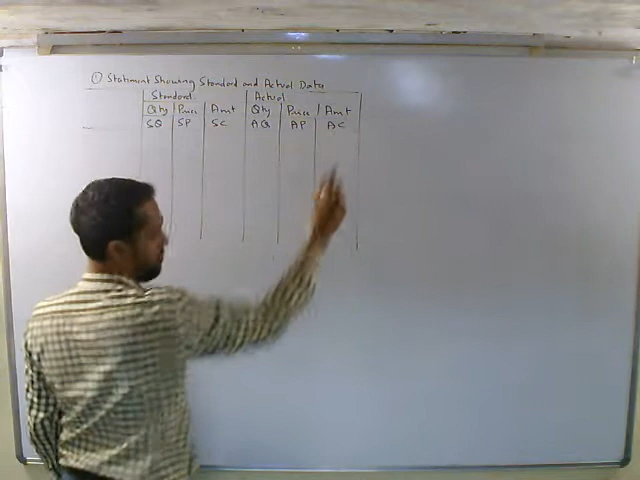 ① Statement Showing Standard and Actual Data
Standard Actual
Qty Price Amt Qty Price Amt
SQ SP SC AQ AP AC